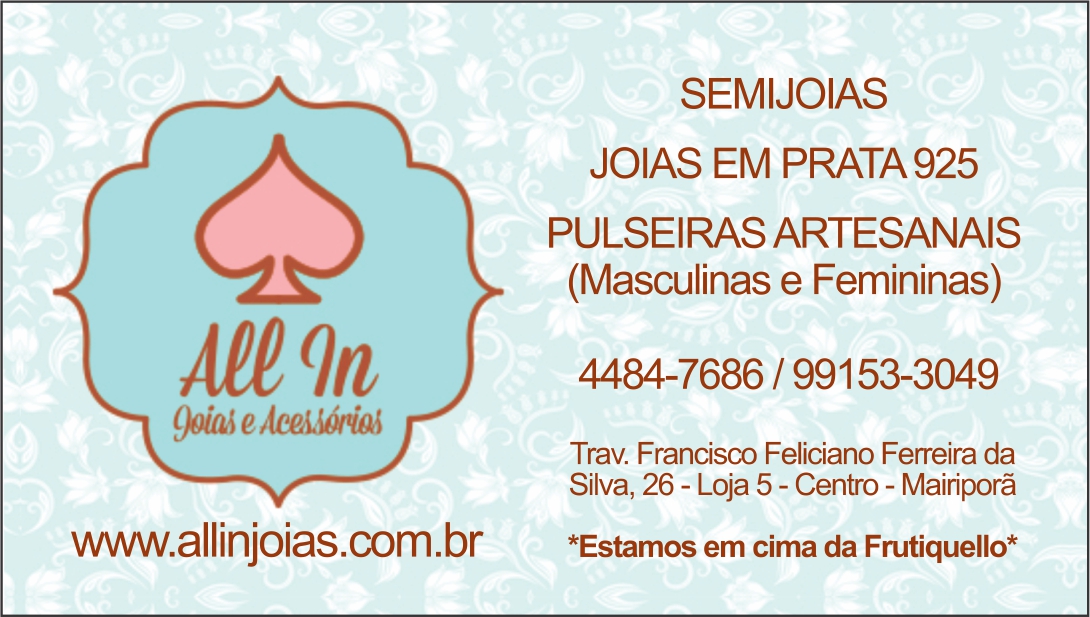 All In
Joias e Acessórios
www.allinjoias.com.br
SEMIJOIAS
JOIAS EM PRATA 925
PULSEIRAS ARTESANAIS
(Masculinas e Femininas)
4484-7686 / 99153-3049
Trav. Francisco Feliciano Ferreira da
Silva, 26 - Loja 5 - Centro - Mairiporã
*Estamos em cima da Frutiquello*